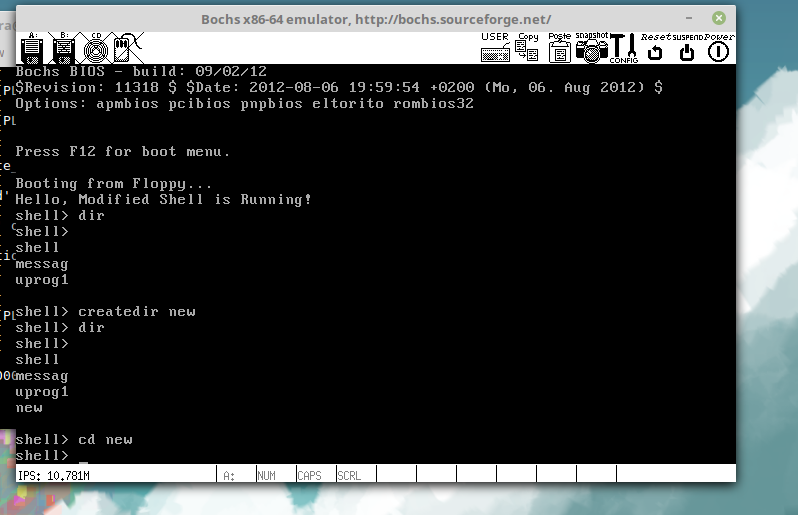 Bochs x86-64 emulator, http://bochs.sourceforge.net/
A: B: USER Copy Paste snapshot CONFIG Reset SUSPEND Power
Bochs BIOS - build: 09/02/12
$Revision: 11318 $ $Date: 2012-08-06 19:59:54 +0200 (Mo, 06. Aug 2012) $
Options: apmbios pcibios pnpbios eltorito rombios32
Press F12 for boot menu.
Booting from Floppy...
Hello, Modified Shell is Running!
shell> dir
shell>
shell
messag
uprog1
shell> createdir new
shell> dir
shell>
shell
messag
uprog1
new
shell> cd new
shell> _
IPS: 10.781M A: NUM CAPS SCRL